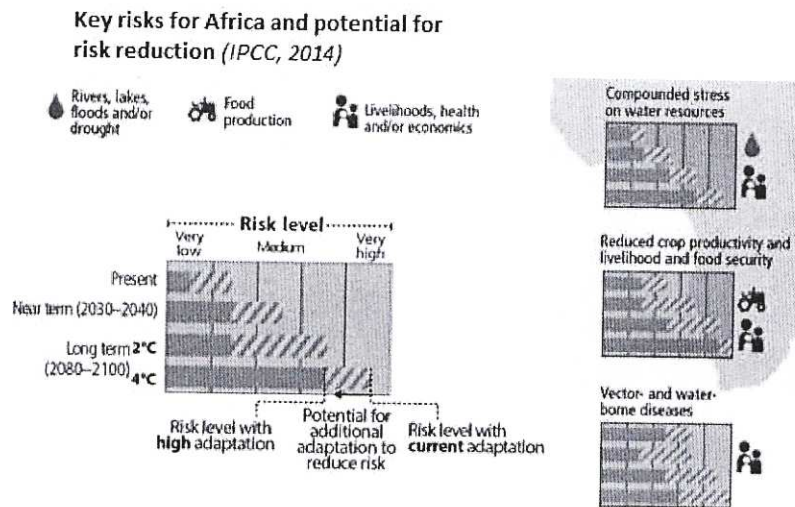 Key risks for Africa and potential for
risk reduction (IPCC, 2014)
Rivers, lakes,
floods and/or
drought
Food
production
Livelihoods, health
and/or economics
Risk level
Very
low
Medium
Very
high
Present
Near term (2030–2040)
Long term 2°C
(2080–2100)
4°C
Risk level with
high adaptation
Potential for
additional
adaptation to
reduce risk
Risk level with
current adaptation
Compounded stress
on water resources
Reduced crop productivity and
livelihood and food security
Vector- and water-
borne diseases